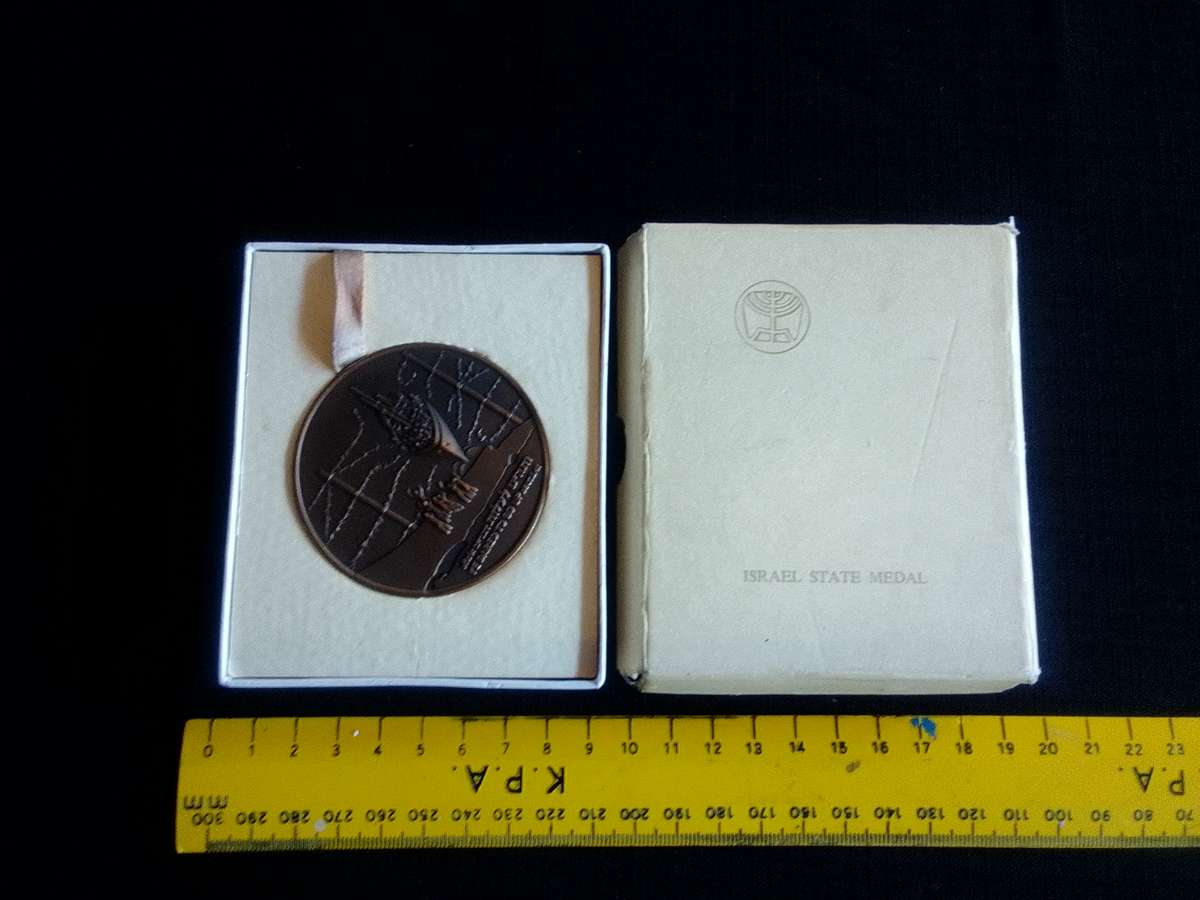 ISRAEL STATE MEDAL
0 1 2 3 4 5 6 7 8 9 10 11 12 13 14 15 16 17 18 19 20 21 22 23
K.P.A.
P.A.
mm
300 290 280 270 260 250 240 230 220 210 200 190 180 170 160 150 140 130 120 110 100 90 80 70